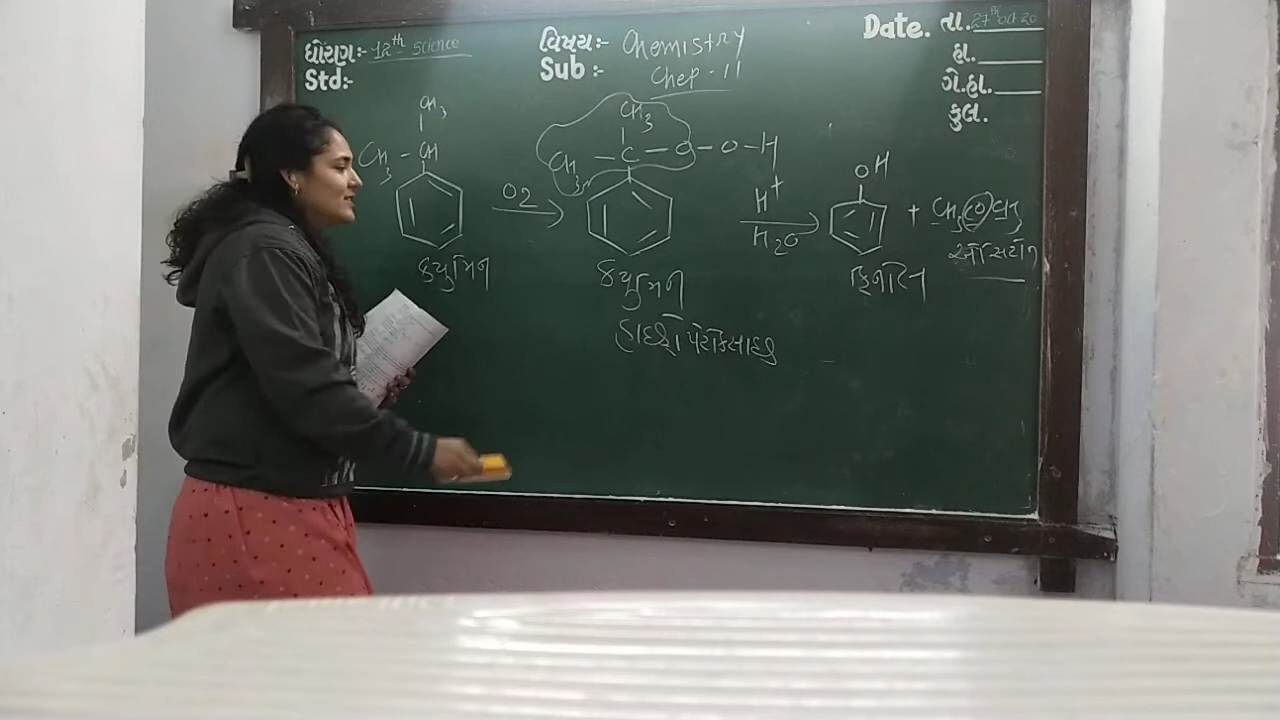 ધોરણ:- 12th Science
Std:-
વિષય:- Chemistry
Sub :- Chep - 11
Date. તા. 27th Oct 20
હા.
ગે.હા.
કુલ.
CH3
CH3 - CH
O2
CH3
CH3 - C - O - O - H
H+
H2O
OH
+ CH3COCH3
ક્યુમિન
ક્યુમીન
હાઇડ્રોપેરોક્સાઇડ
ફિનોલ
એસિટોન